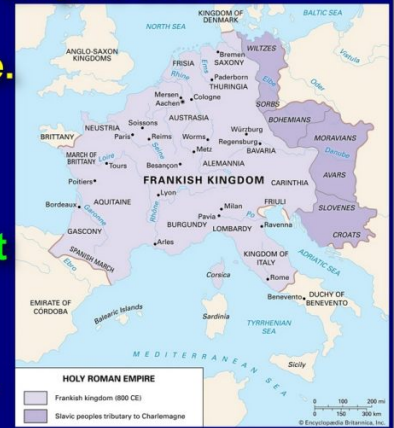 e.
t
KINGDOM OF
DENMARK
BALTIC SEA
NORTH SEA
ANGLO-SAXON
KINGDOMS
WILTZES
Bremen
SAXONY
FRISIA
Ems
Rhine
Elbe
Oder
Vistula
Paderborn
THURINGIA
Mersen
Aachen
Cologne
SORBS
AUSTRASIA
BOHEMIANS
BRITTANY
NEUSTRIA
Soissons
Paris
Reims
Seine
Worms
Metz
Würzburg
Regensburg
BAVARIA
MORAVIANS
Danube
MARCH OF
BRITTANY
Loire
Tours
Besançon
ALEMANNIA
AVARS
Poitiers
FRANKISH KINGDOM
CARINTHIA
SLOVENES
Lyon
Bordeaux
AQUITAINE
Garonne
Rhône
Milan
Pavia
Po
FRIULI
CROATS
BURGUNDY
LOMBARDY
Ravenna
GASCONY
Arles
SPANISH MARCH
Ebro
KINGDOM OF
ITALY
ADRIATIC SEA
Corsica
Rome
EMIRATE OF
CÓRDOBA
Balearic Islands
Benevento
DUCHY OF
BENEVENTO
Sardinia
TYRRHENIAN
SEA
MEDITERRANEAN SEA
Sicily
HOLY ROMAN EMPIRE
Frankish kingdom (800 CE)
Slavic peoples tributary to Charlemagne
0 100 200 mi
0 150 300 km
© Encyclopædia Britannica, Inc.